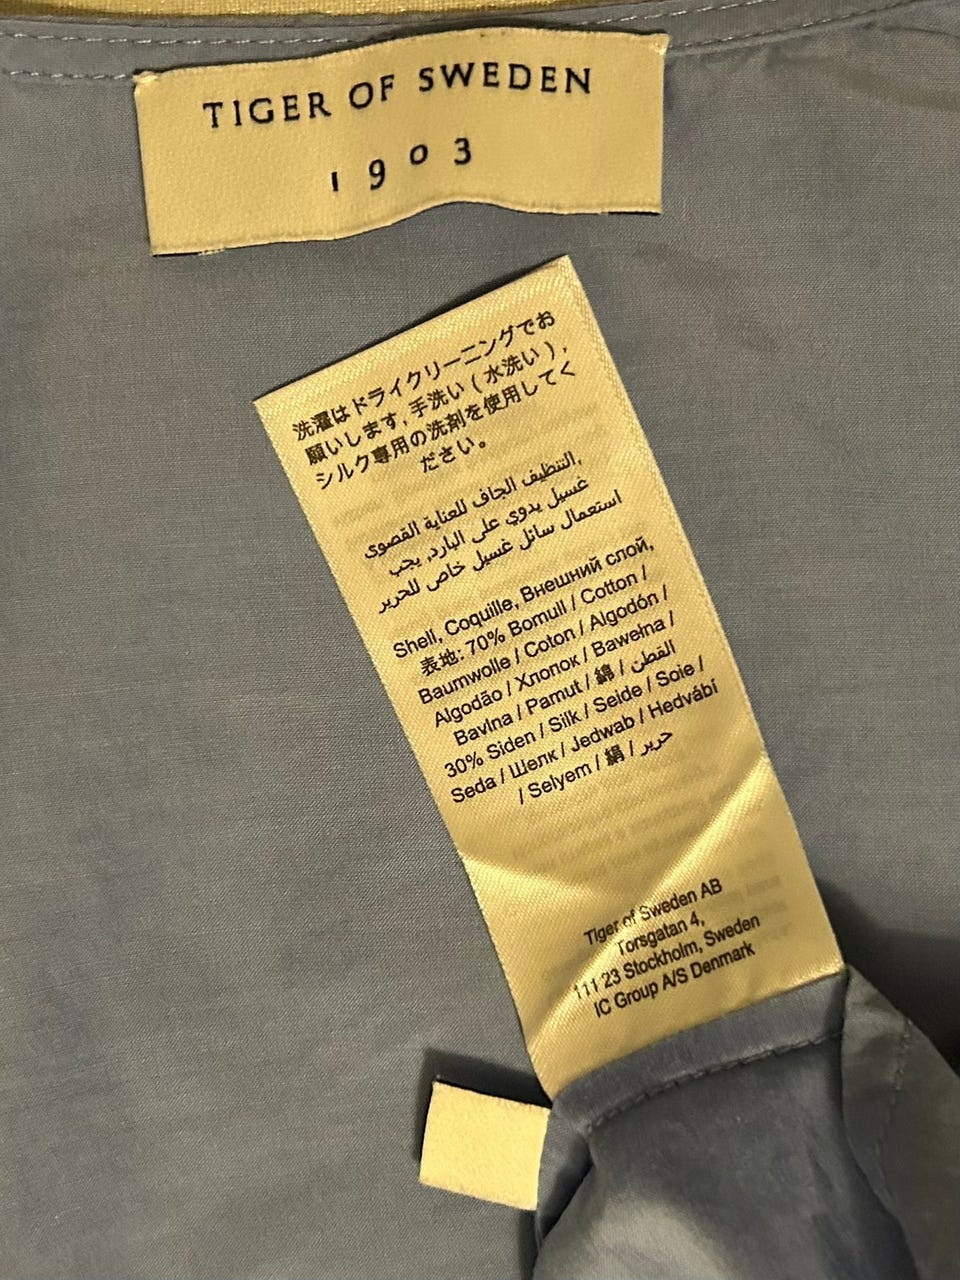 TIGER OF SWEDEN
1903
洗濯はドライクリーニングでお
願いします, 手洗い ( 水洗い ),
シルク専用の洗剤を使用してく
ださい。
التنظيف الجاف للعناية القصوى,
غسيل يدوي على البارد, يجب
استعمال سائل غسيل خاص للحرير
Shell, Coquille, Внешний слой,
表地: 70% Bomull / Cotton /
Baumwolle / Coton / Algodón /
Algodão / Хлопок / Bawełna /
Bavlna / Pamut / 綿 / القطن
30% Siden / Silk / Seide / Soie /
Seda / Шелк / Jedwab / Hedvábí
/ Selyem / 絹 / حرير
Tiger of Sweden AB
Torsgatan 4,
111 23 Stockholm, Sweden
IC Group A/S Denmark